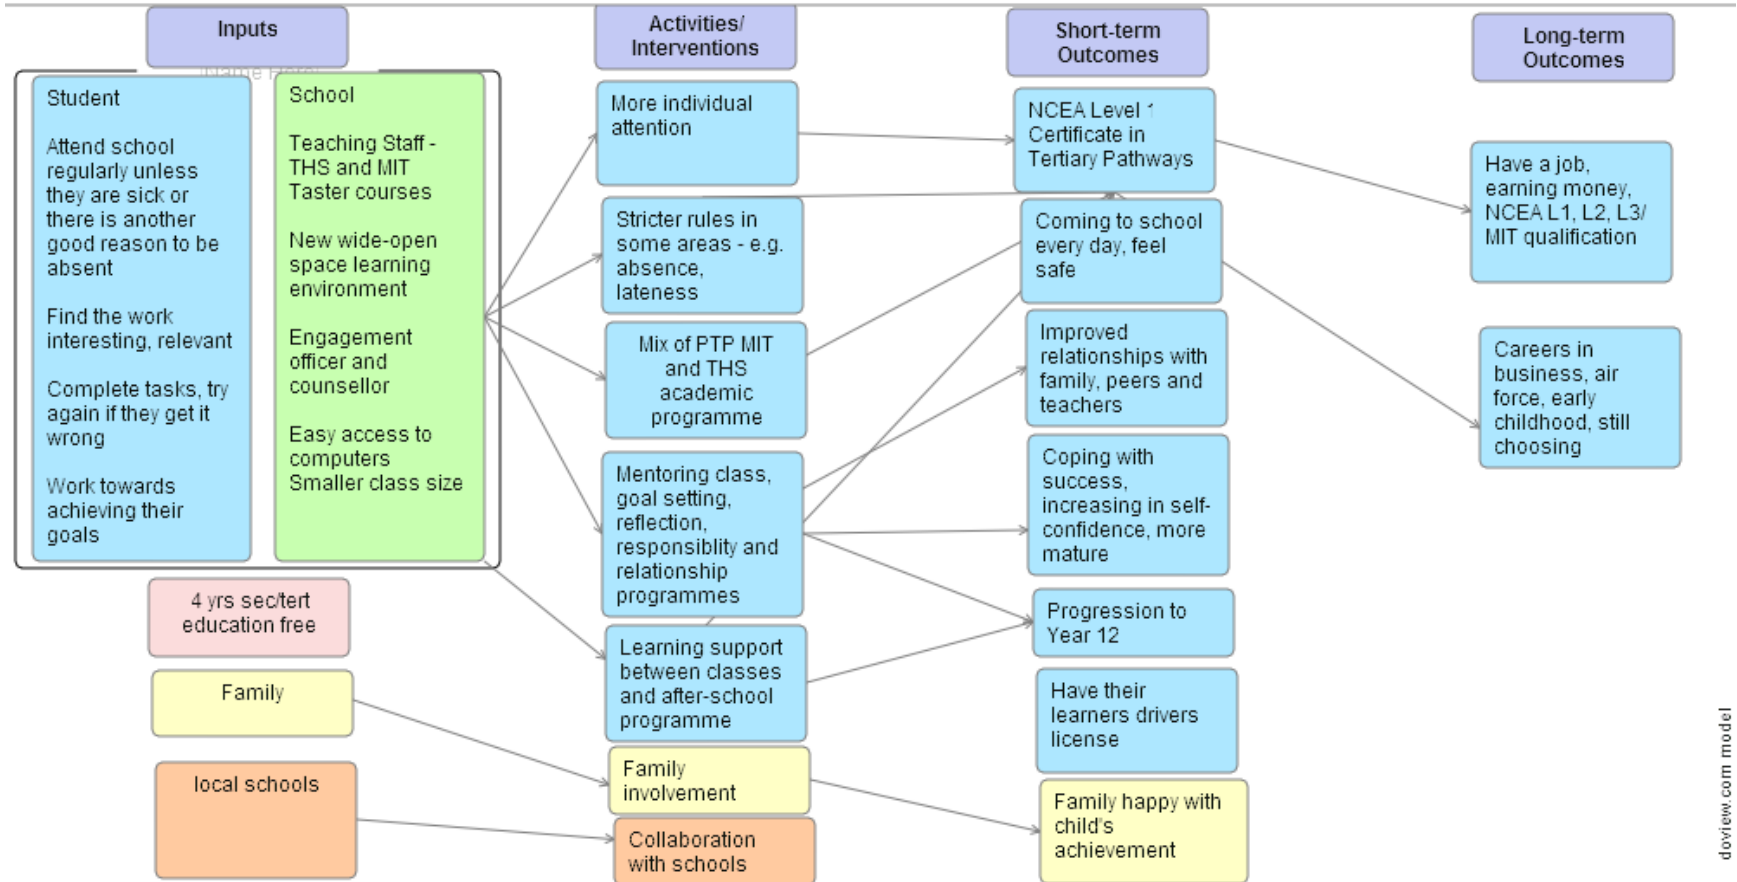 Inputs
Activities/
Interventions
Short-term
Outcomes
Long-term
Outcomes
[Name Here]
Student
Attend school
regularly unless
they are sick or
there is another
good reason to be
absent
Find the work
interesting, relevant
Complete tasks, try
again if they get it
wrong
Work towards
achieving their
goals
School
Teaching Staff -
THS and MIT
Taster courses
New wide-open
space learning
environment
Engagement
officer and
counsellor
Easy access to
computers
Smaller class size
4 yrs sec/tert
education free
Family
local schools
More individual
attention
Stricter rules in
some areas - e.g.
absence,
lateness
Mix of PTP MIT
and THS
academic
programme
Mentoring class,
goal setting,
reflection,
responsiblity and
relationship
programmes
Learning support
between classes
and after-school
programme
Family
involvement
Collaboration
with schools
NCEA Level 1
Certificate in
Tertiary Pathways
Coming to school
every day, feel
safe
Improved
relationships with
family, peers and
teachers
Coping with
success,
increasing in self-
confidence, more
mature
Progression to
Year 12
Have their
learners drivers
license
Family happy with
child's
achievement
Have a job,
earning money,
NCEA L1, L2, L3/
MIT qualification
Careers in
business, air
force, early
childhood, still
choosing
doview.com model